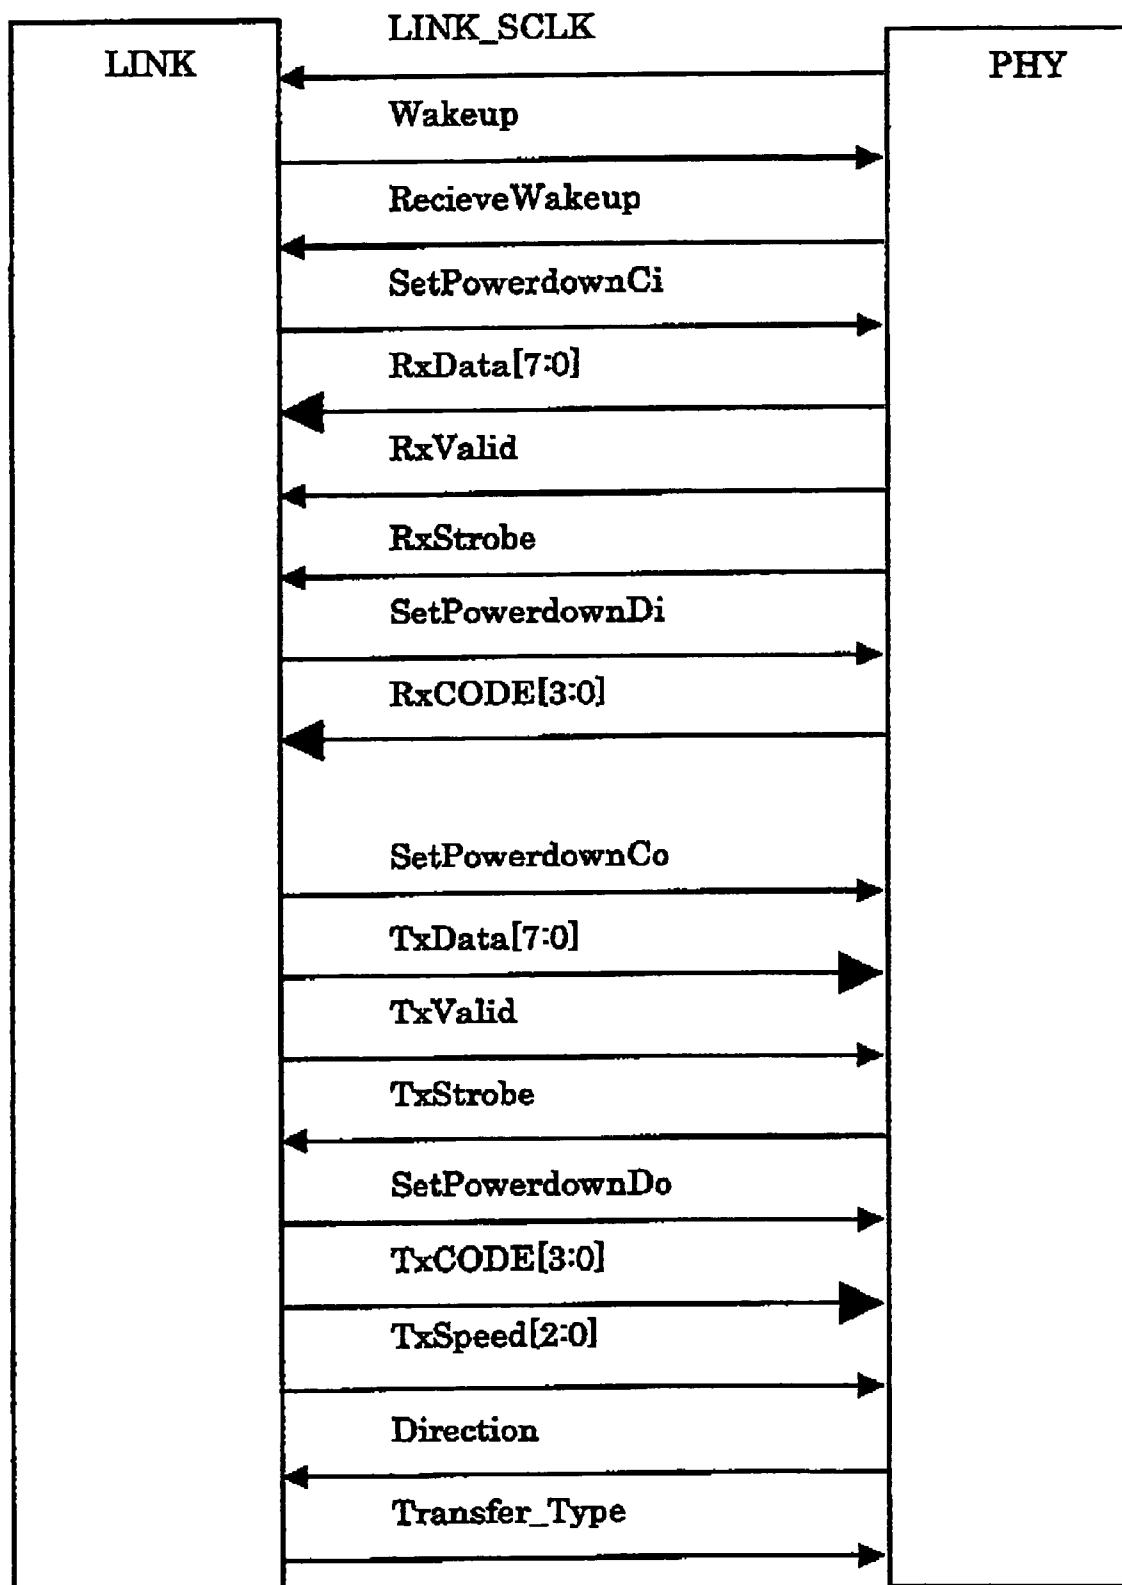 LINK_SCLK
LINK
PHY
Wakeup
RecieveWakeup
SetPowerdownCi
RxData[7:0]
RxValid
RxStrobe
SetPowerdownDi
RxCODE[3:0]
SetPowerdownCo
TxData[7:0]
TxValid
TxStrobe
SetPowerdownDo
TxCODE[3:0]
TxSpeed[2:0]
Direction
Transfer_Type